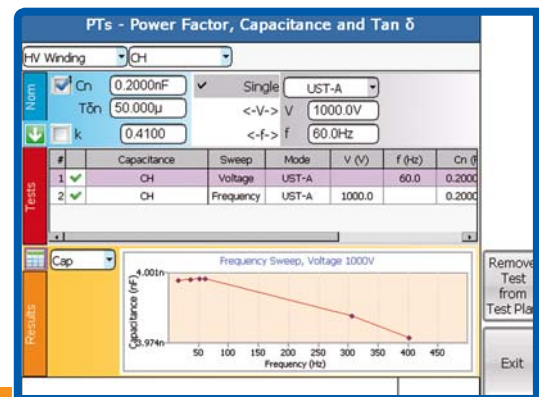 PTs - Power Factor, Capacitance and Tan δ
HV Winding CH
Nom
Cn 0.2000nF Single UST-A
Tδn 50.000µ <-V-> V 1000.0V
k 0.4100 <-f-> f 60.0Hz
Tests
# Capacitance Sweep Mode V (V) f (Hz) Cn (F
1 CH Voltage UST-A 60.0 0.2000
2 CH Frequency UST-A 1000.0 0.2000
Results
Cap
Frequency Sweep, Voltage 1000V
4.001n
Capacitance (nF)
3.974n
50 100 150 200 250 300 350 400 450
Frequency (Hz)
Remove
Test
from
Test Pla
Exit